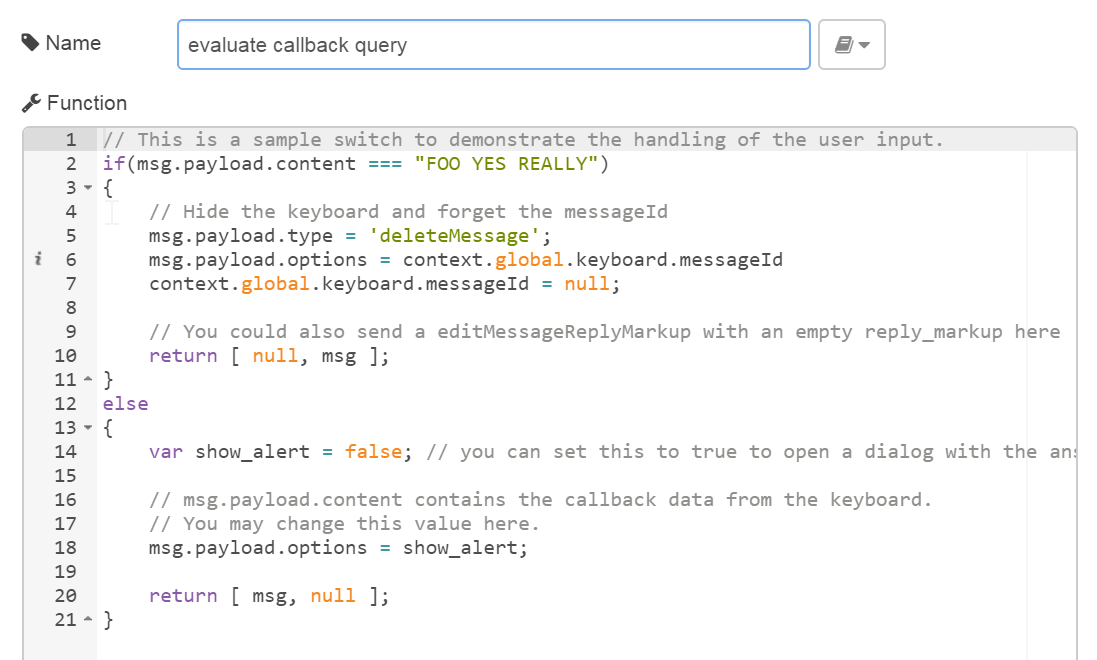 Name
evaluate callback query
Function
1 // This is a sample switch to demonstrate the handling of the user input.
2 if(msg.payload.content === "FOO YES REALLY")
3 {
4     // Hide the keyboard and forget the messageId
5     msg.payload.type = 'deleteMessage';
i 6     msg.payload.options = context.global.keyboard.messageId
7     context.global.keyboard.messageId = null;
8
9     // You could also send a editMessageReplyMarkup with an empty reply_markup here
10     return [ null, msg ];
11 }
12 else
13 {
14     var show_alert = false; // you can set this to true to open a dialog with the
15
16     // msg.payload.content contains the callback data from the keyboard.
17     // You may change this value here.
18     msg.payload.options = show_alert;
19
20     return [ msg, null ];
21 }